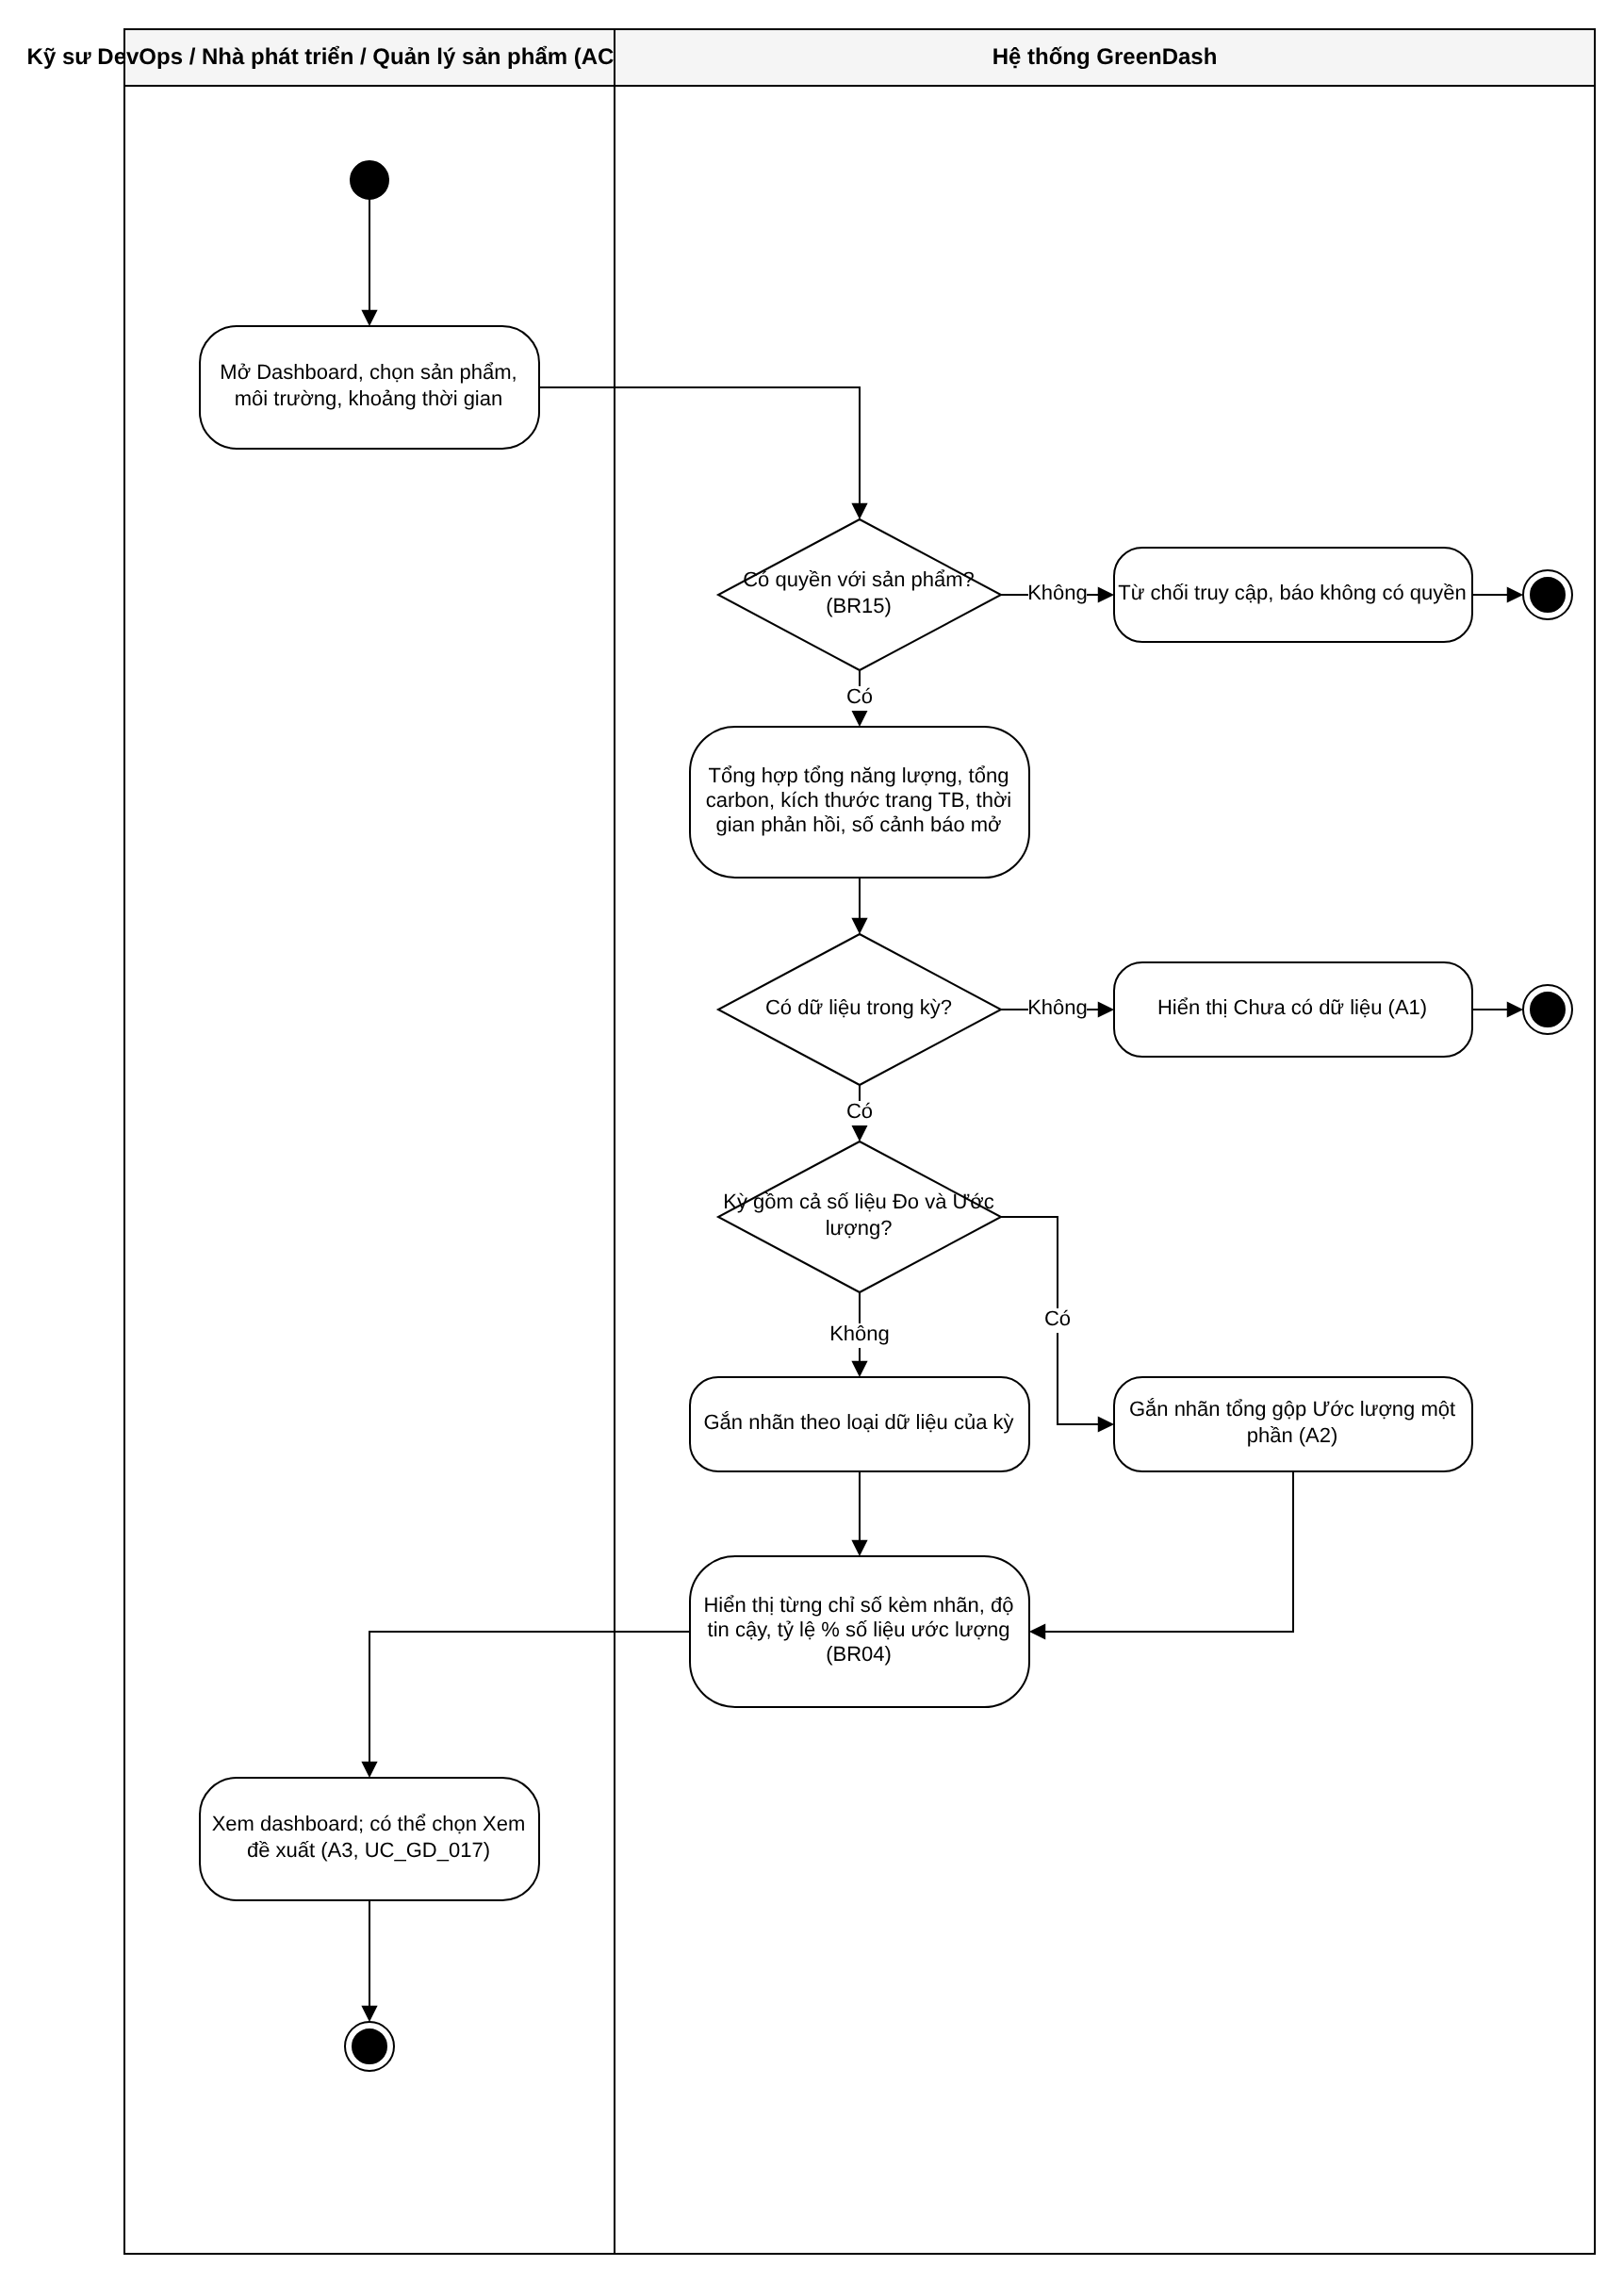 Kỹ sư DevOps / Nhà phát triển / Quản lý sản phẩm (AC
Hệ thống GreenDash
Mở Dashboard, chọn sản phẩm,
môi trường, khoảng thời gian
Có quyền với sản phẩm?
(BR15)
Không
Từ chối truy cập, báo không có quyền
Có
Tổng hợp tổng năng lượng, tổng
carbon, kích thước trang TB, thời
gian phản hồi, số cảnh báo mở
Có dữ liệu trong kỳ?
Không
Hiển thị Chưa có dữ liệu (A1)
Có
Kỳ gồm cả số liệu Đo và Ước
lượng?
Có
Không
Gắn nhãn theo loại dữ liệu của kỳ
Gắn nhãn tổng gộp Ước lượng một
phần (A2)
Hiển thị từng chỉ số kèm nhãn, độ
tin cậy, tỷ lệ % số liệu ước lượng
(BR04)
Xem dashboard; có thể chọn Xem
đề xuất (A3, UC_GD_017)